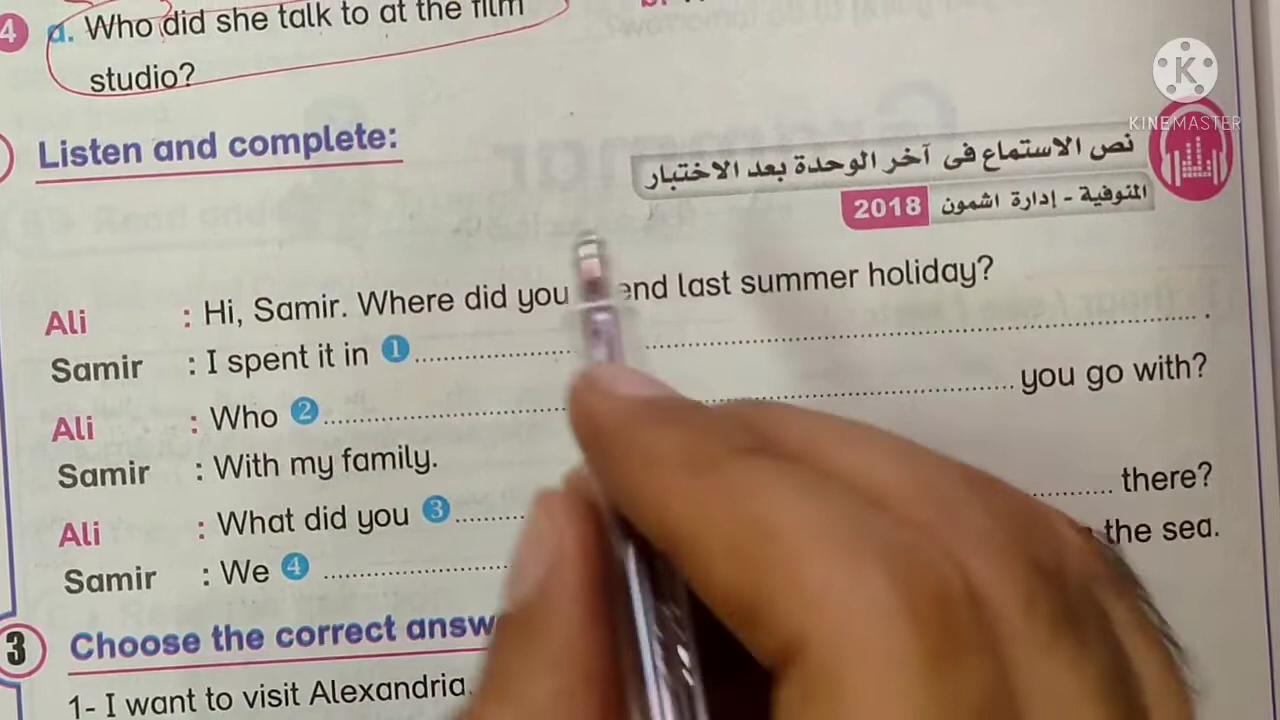 4 a. Who did she talk to at the film
studio?
KINEMASTER
Listen and complete:
نص الاستماع فى آخر الوحدة بعد الاختبار
المنوفية - إدارة اشمون 2018
Ali : Hi, Samir. Where did you end last summer holiday?
Samir : I spent it in 1 .
Ali : Who 2 you go with?
Samir : With my family.
Ali : What did you 3 there?
Samir : We 4 the sea.
3 Choose the correct answ
1- I want to visit Alexandria.